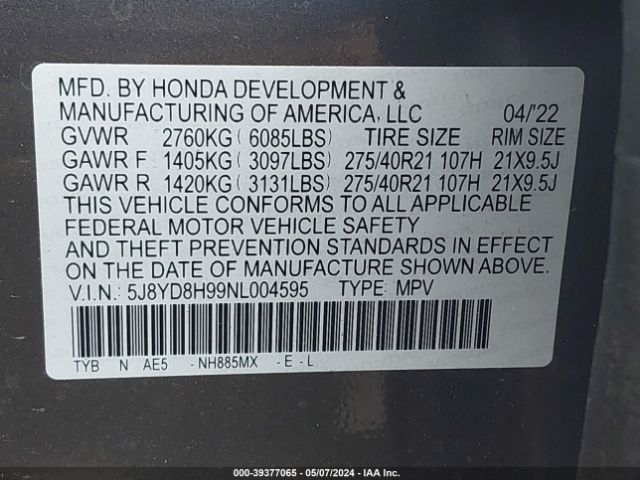 MFD. BY HONDA DEVELOPMENT &
MANUFACTURING OF AMERICA, LLC 04/'22
GVWR 2760KG ( 6085LBS) TIRE SIZE RIM SIZE
GAWR F 1405KG ( 3097LBS) 275/40R21 107H 21X9.5J
GAWR R 1420KG ( 3131LBS) 275/40R21 107H 21X9.5J
THIS VEHICLE CONFORMS TO ALL APPLICABLE
FEDERAL MOTOR VEHICLE SAFETY
AND THEFT PREVENTION STANDARDS IN EFFECT
ON THE DATE OF MANUFACTURE SHOWN ABOVE.
V.I.N.: 5J8YD8H99NL004595 TYPE: MPV
TYB N AE5 -NH885MX -E-L
000-39377065 - 05/07/2024 - IAA Inc.